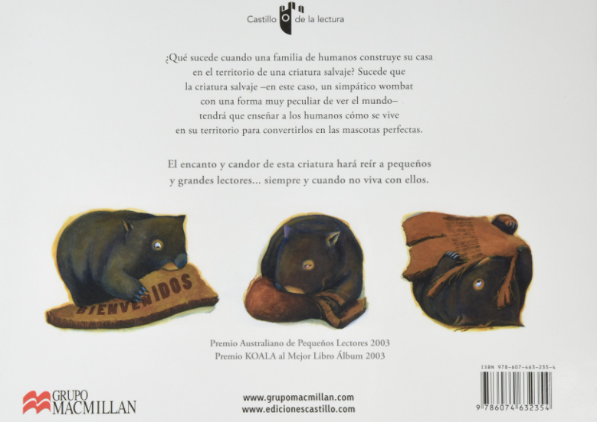 Castillo de la lectura
¿Qué sucede cuando una familia de humanos construye su casa
en el territorio de una criatura salvaje? Sucede que
la criatura salvaje –en este caso, un simpático wombat
con una forma muy peculiar de ver el mundo–
tendrá que enseñar a los humanos cómo se vive
en su territorio para convertirlos en las mascotas perfectas.
El encanto y candor de esta criatura hará reír a pequeños
y grandes lectores... siempre y cuando no viva con ellos.
BIENVENIDOS
Premio Australiano de Pequeños Lectores 2003
Premio KOALA al Mejor Libro Álbum 2003
GRUPO
MACMILLAN
www.grupomacmillan.com
www.edicionescastillo.com
ISBN 978-607-463-235-4
9 786074 632354